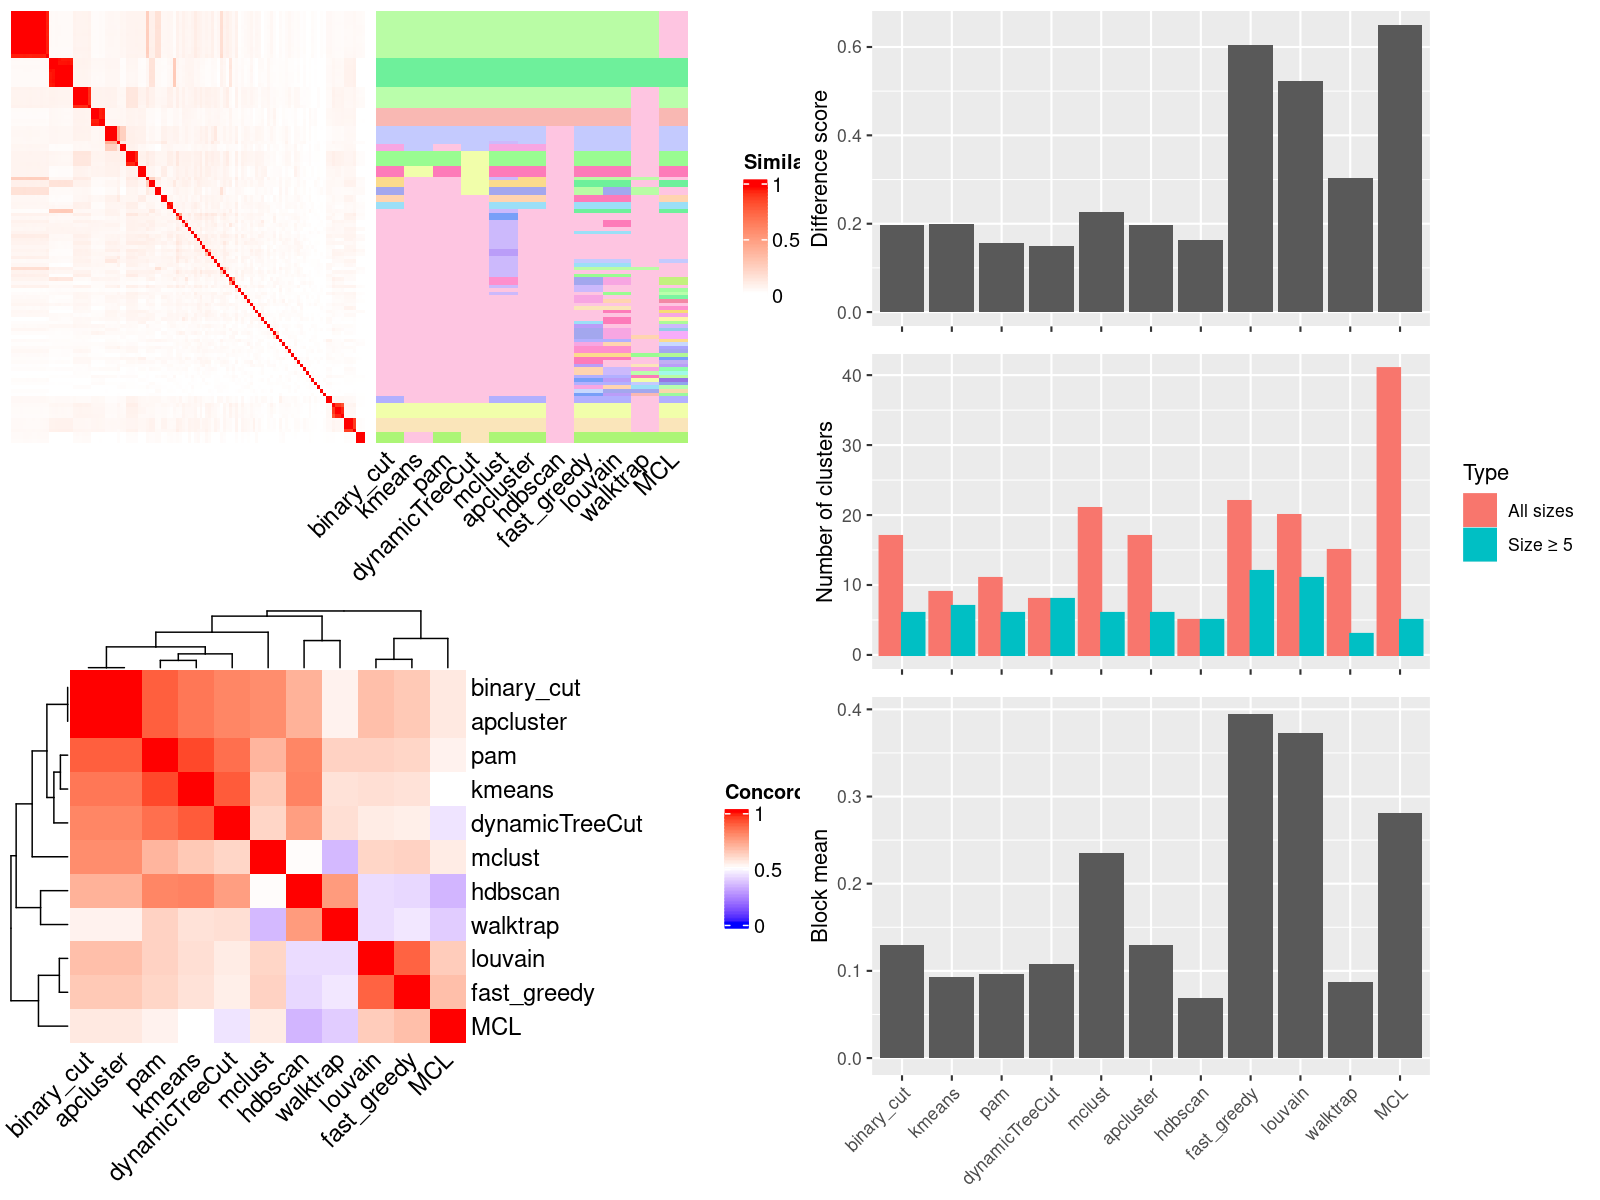 Simila
1
0.5
0
binary_cut
kmeans
pam
dynamicTreeCut
mclust
apcluster
hdbscan
fast_greedy
louvain
walktrap
MCL
binary_cut
apcluster
pam
kmeans
dynamicTreeCut
mclust
hdbscan
walktrap
louvain
fast_greedy
MCL
binary_cut
apcluster
pam
kmeans
dynamicTreeCut
mclust
hdbscan
walktrap
louvain
fast_greedy
MCL
Concord
1
0.5
0
Difference score
0.6
0.4
0.2
0.0
Number of clusters
40
30
20
10
0
Type
All sizes
Size ≥ 5
Block mean
0.4
0.3
0.2
0.1
0.0
binary_cut
kmeans
pam
dynamicTreeCut
mclust
apcluster
hdbscan
fast_greedy
louvain
walktrap
MCL